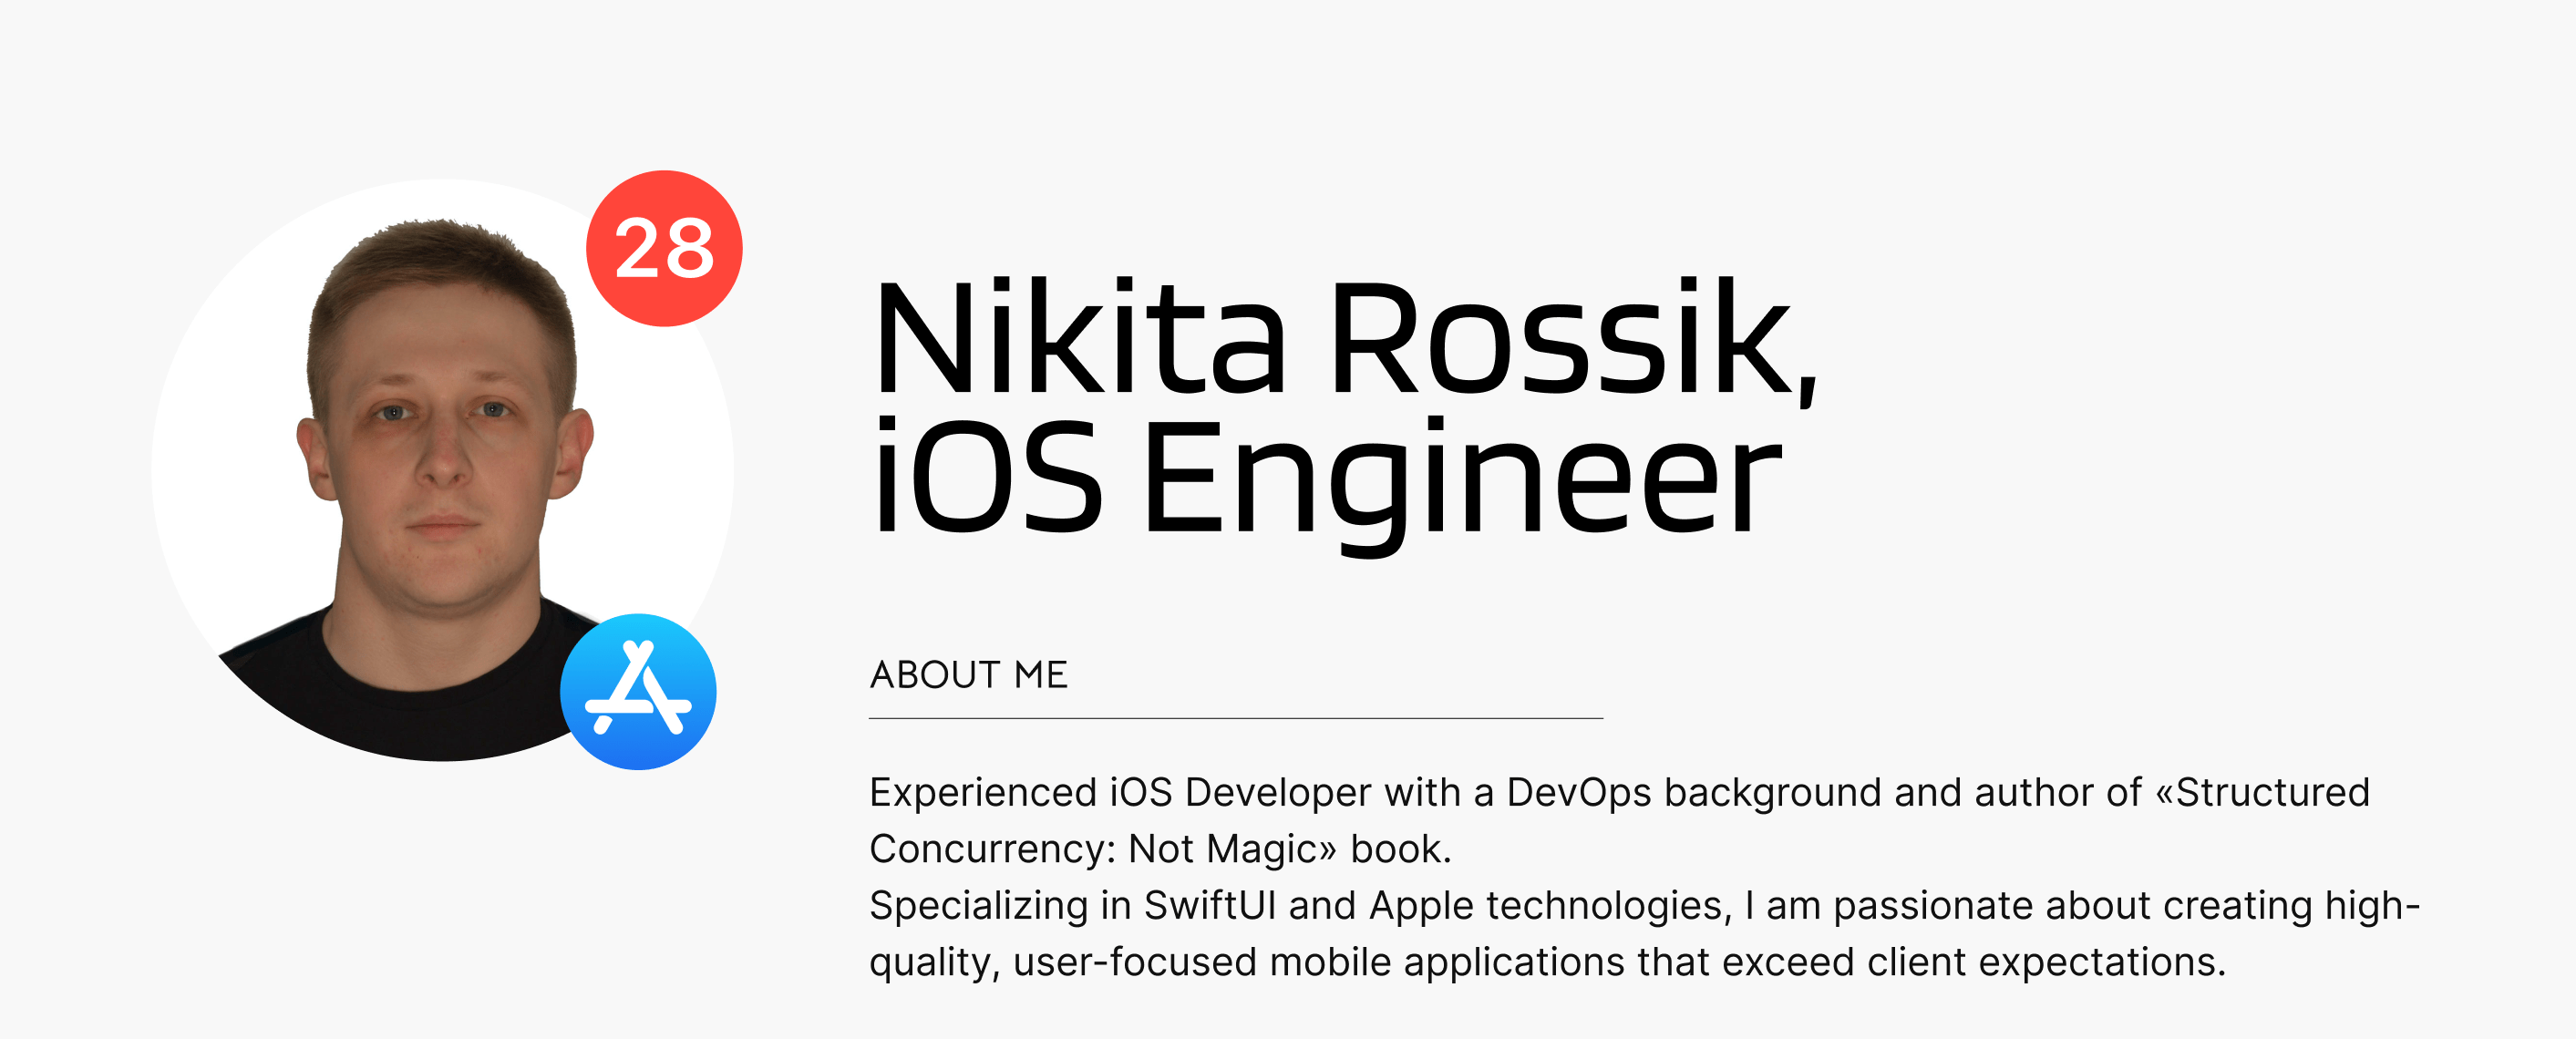 28
Nikita Rossik,
iOS Engineer
ABOUT ME
Experienced iOS Developer with a DevOps background and author of «Structured
Concurrency: Not Magic» book.
Specializing in SwiftUI and Apple technologies, I am passionate about creating high-
quality, user-focused mobile applications that exceed client expectations.